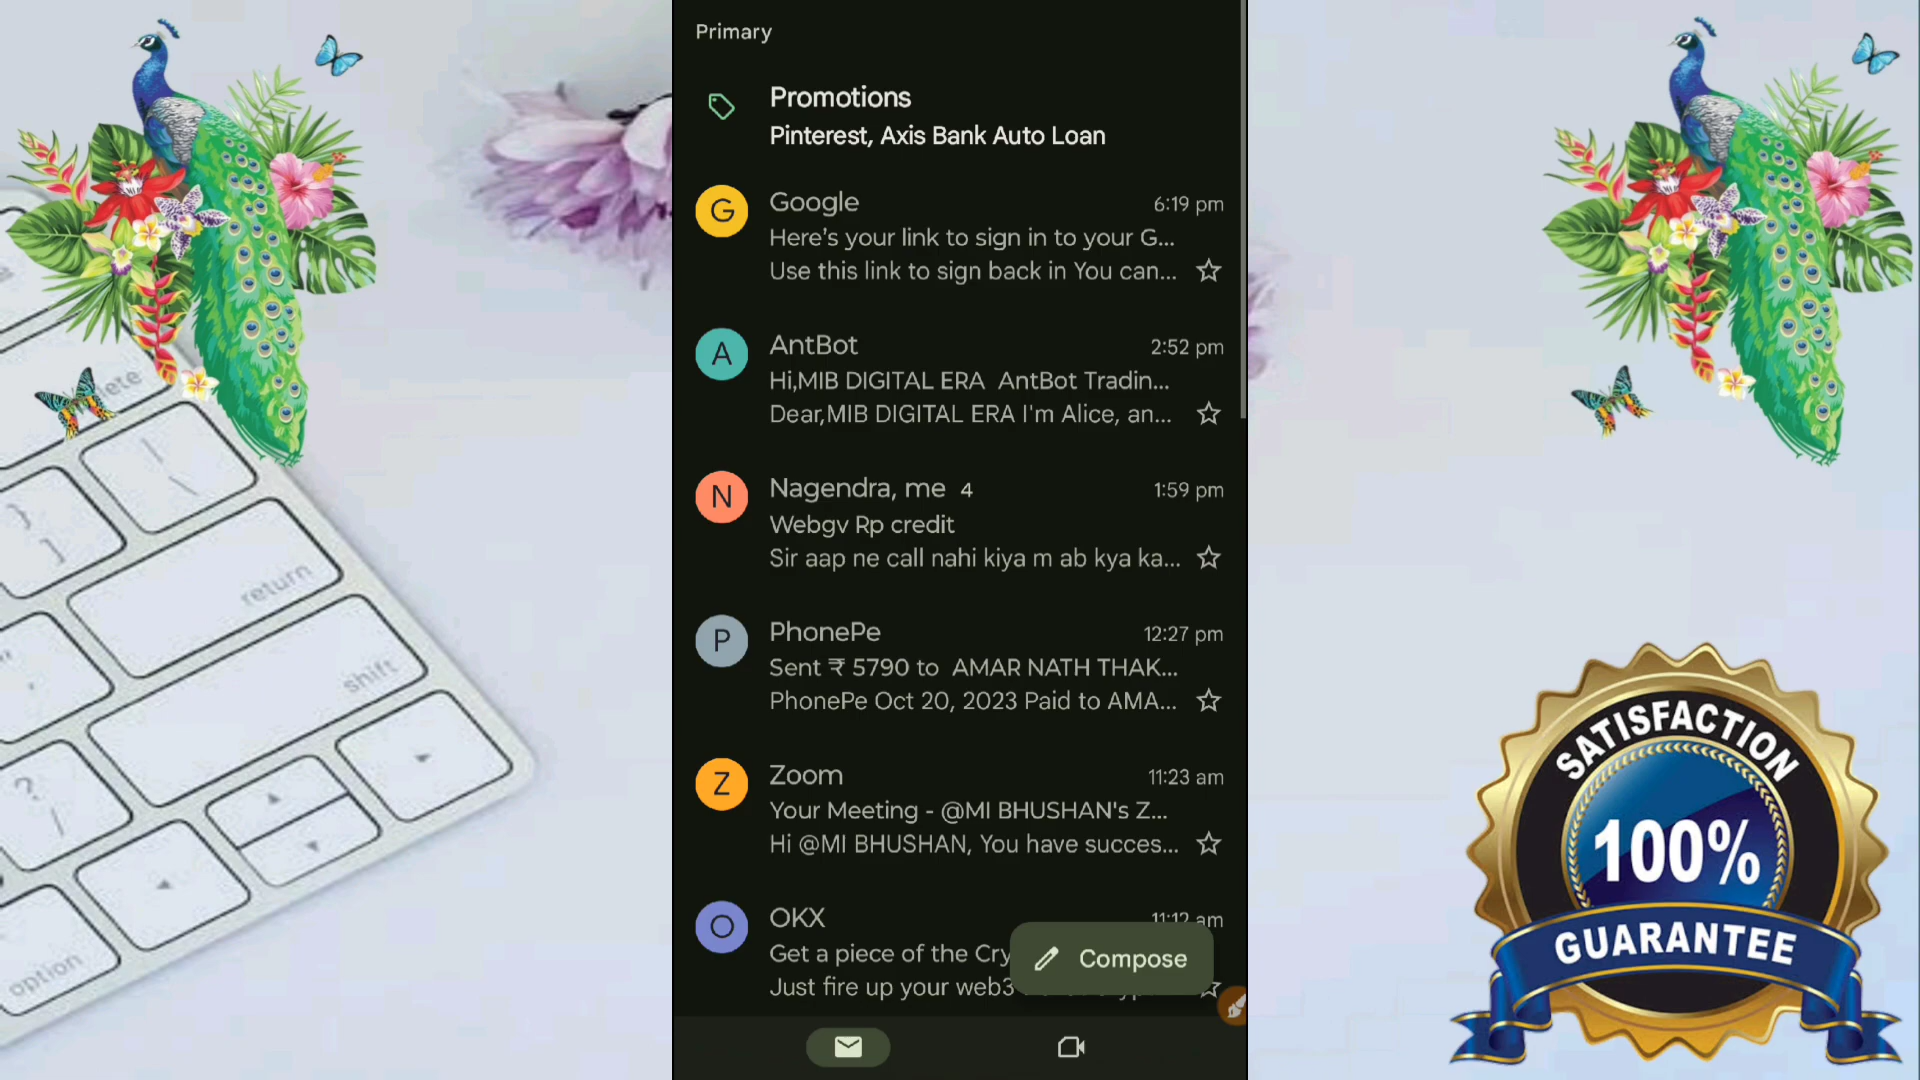 Primary
Promotions
Pinterest, Axis Bank Auto Loan
G
Google
6:19 pm
Here's your link to sign in to your G...
Use this link to sign back in You can...
A
AntBot
2:52 pm
Hi,MIB DIGITAL ERA AntBot Tradin...
Dear,MIB DIGITAL ERA I'm Alice, an...
N
Nagendra, me 4
1:59 pm
Webgv Rp credit
Sir aap ne call nahi kiya m ab kya ka...
P
PhonePe
12:27 pm
Sent ₹ 5790 to AMAR NATH THAK...
PhonePe Oct 20, 2023 Paid to AMA...
Z
Zoom
11:23 am
Your Meeting - @MI BHUSHAN's Z...
Hi @MI BHUSHAN, You have succes...
O
OKX
11:12 am
Get a piece of the Cry
Just fire up your web3
Compose
return
shift
option
SATISFACTION
100%
GUARANTEE